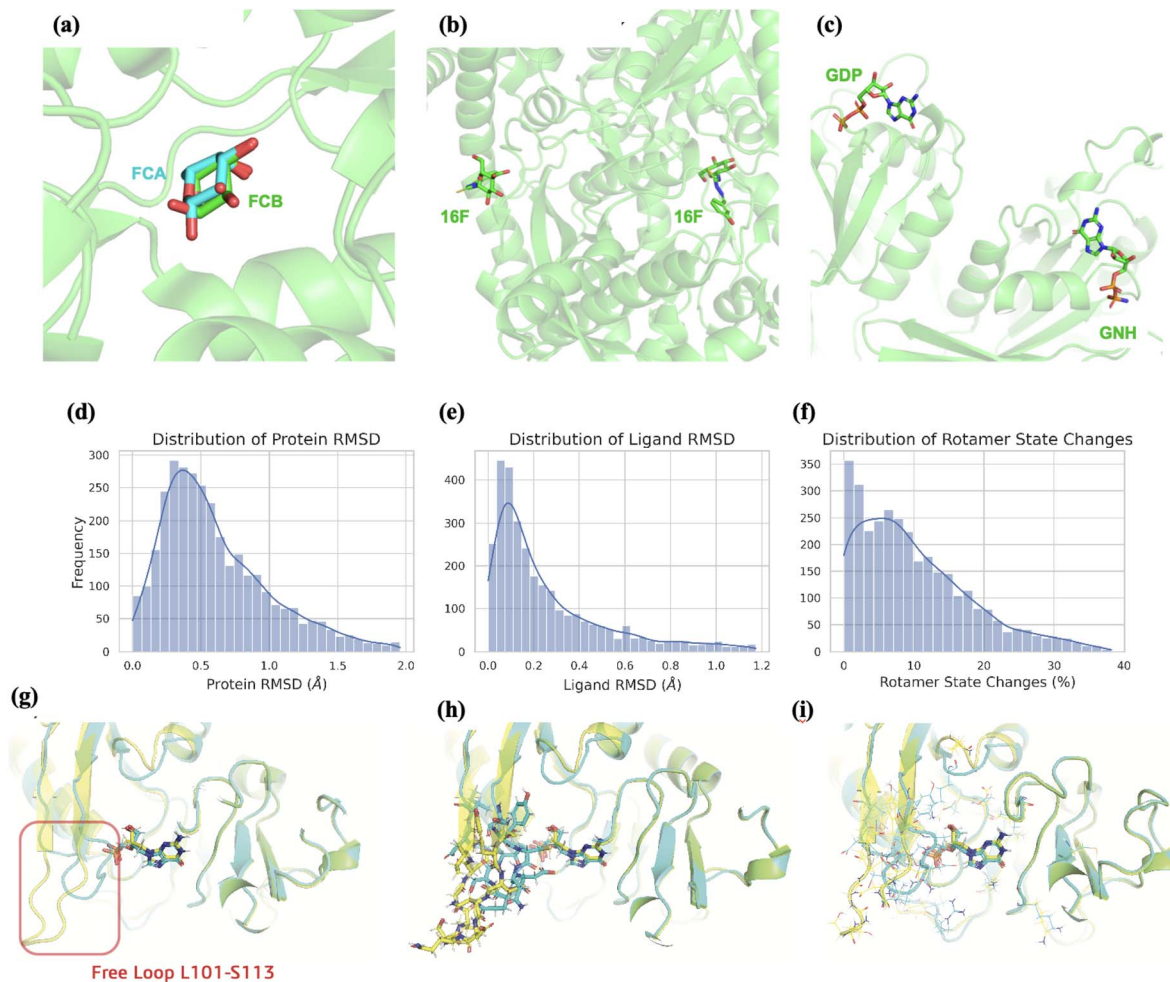 (a)
FCA
FCB
(b)
16F
16F
(c)
GDP
GNH
(d)
Distribution of Protein RMSD
300
250
200
150
100
50
0
Frequency
0.0 0.5 1.0 1.5 2.0
Protein RMSD (Å)
(e)
Distribution of Ligand RMSD
400
300
200
100
0
0.0 0.2 0.4 0.6 0.8 1.0 1.2
Ligand RMSD (Å)
(f)
Distribution of Rotamer State Changes
350
300
250
200
150
100
50
0
0 10 20 30 40
Rotamer State Changes (%)
(g)
Free Loop L101-S113
(h)
(i)